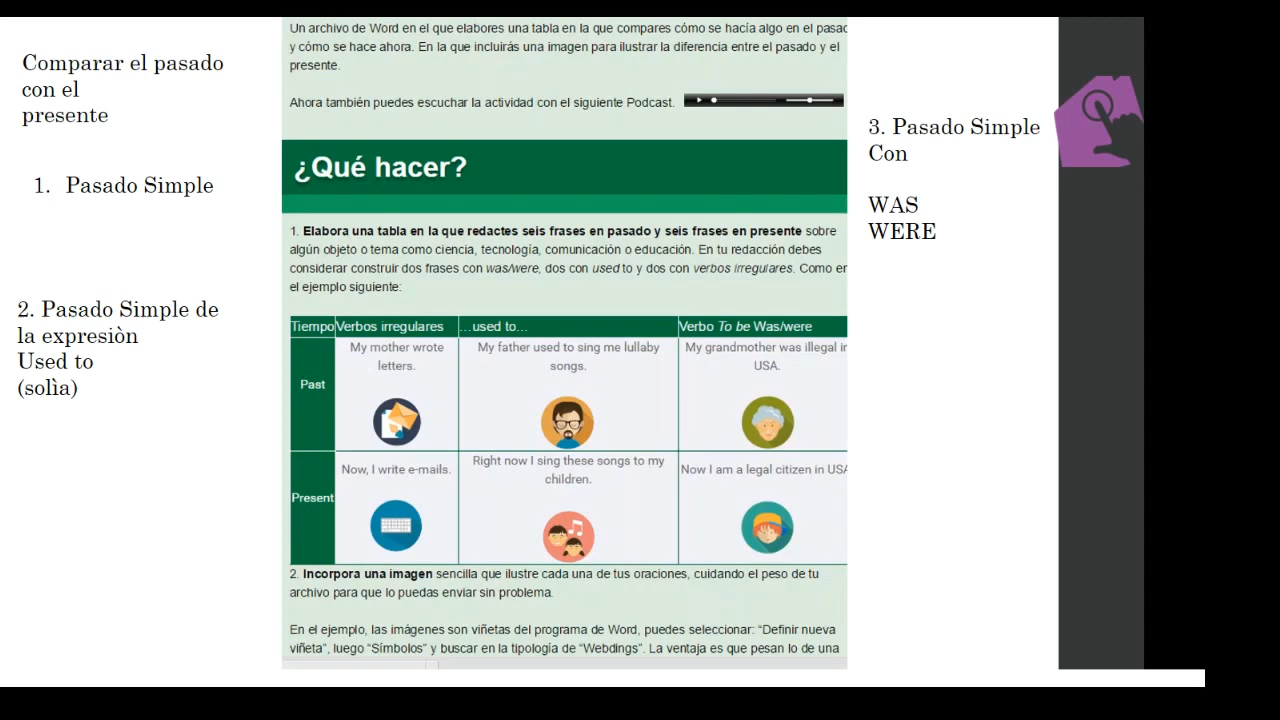 Comparar el pasado
con el
presente
1. Pasado Simple
2. Pasado Simple de
la expresiòn
Used to
(solìa)
Un archivo de Word en el que elabores una tabla en la que compares cómo se hacía algo en el pasad
y cómo se hace ahora. En la que incluirás una imagen para ilustrar la diferencia entre el pasado y el
presente.
Ahora también puedes escuchar la actividad con el siguiente Podcast.
¿Qué hacer?
1. Elabora una tabla en la que redactes seis frases en pasado y seis frases en presente sobre
algún objeto o tema como ciencia, tecnología, comunicación o educación. En tu redacción debes
considerar construir dos frases con was/were, dos con used to y dos con verbos irregulares. Como en
el ejemplo siguiente:
Tiempo Verbos irregulares ...used to... Verbo To be Was/were
Past
My mother wrote
letters.
My father used to sing me lullaby
songs.
My grandmother was illegal in
USA.
Present
Now, I write e-mails.
Right now I sing these songs to my
children.
Now I am a legal citizen in USA
2. Incorpora una imagen sencilla que ilustre cada una de tus oraciones, cuidando el peso de tu
archivo para que lo puedas enviar sin problema.
En el ejemplo, las imágenes son viñetas del programa de Word, puedes seleccionar: “Definir nueva
viñeta”, luego “Símbolos” y buscar en la tipología de “Webdings”. La ventaja es que pesan lo de una
3. Pasado Simple
Con
WAS
WERE